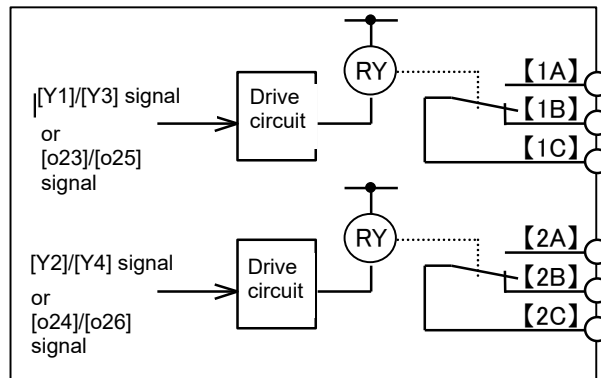 [Y1]/[Y3] signal
or
[o23]/[o25]
signal
Drive
circuit
RY
【1A】
【1B】
【1C】
[Y2]/[Y4] signal
or
[o24]/[o26]
signal
Drive
circuit
RY
【2A】
【2B】
【2C】